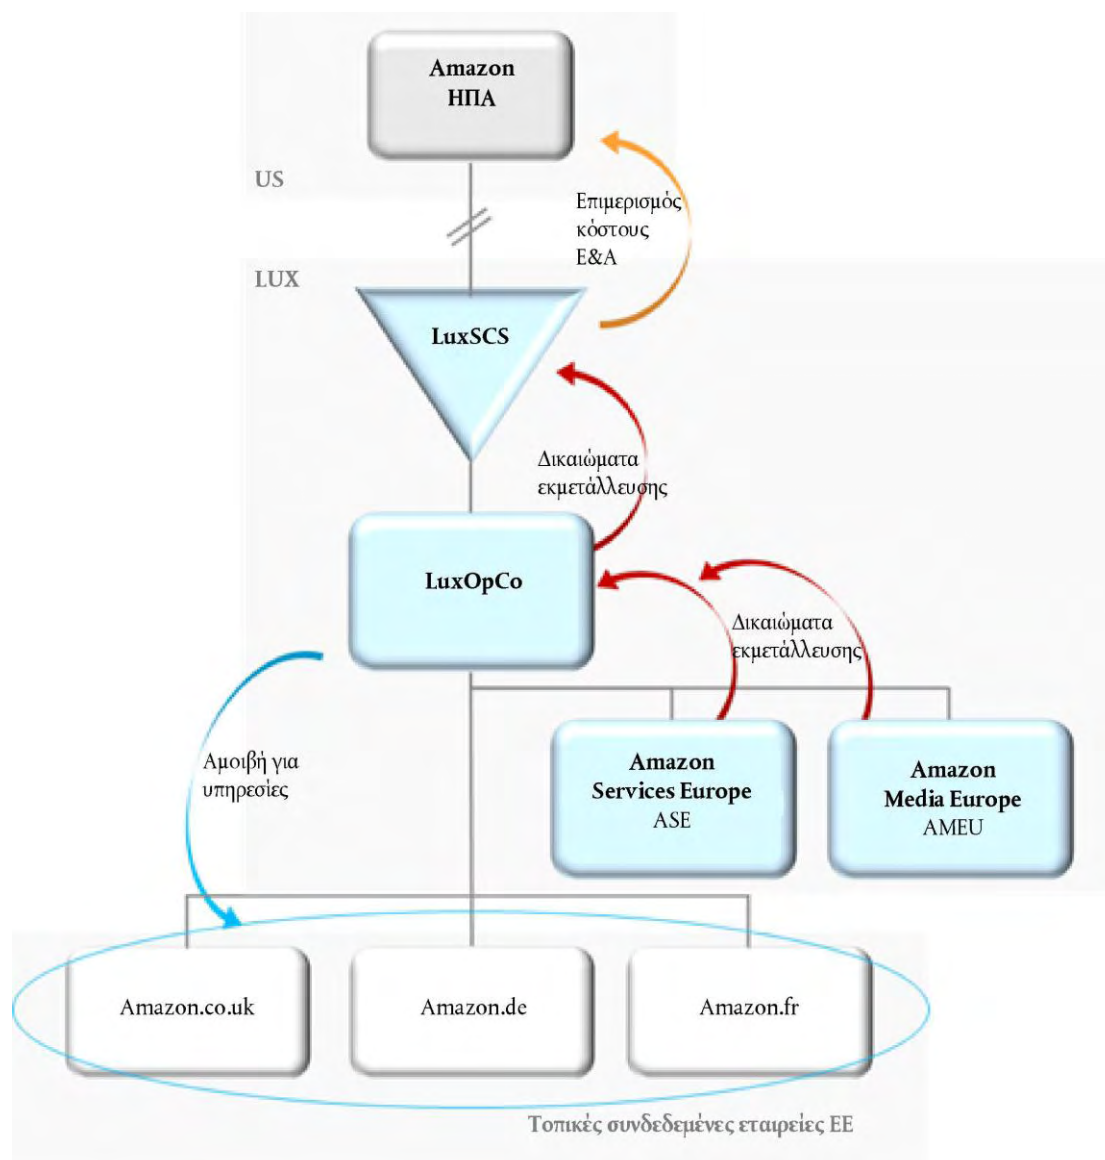 Amazon
ΗΠΑ
US
Επιμερισμός
κόστους
Ε&Α
LUX
LuxSCS
Δικαιώματα
εκμετάλλευσης
LuxOpCo
Δικαιώματα
εκμετάλλευσης
Αμοιβή για
υπηρεσίες
Amazon
Services Europe
ASE
Amazon
Media Europe
AMEU
Amazon.co.uk
Amazon.de
Amazon.fr
Τοπικές συνδεδεμένες εταιρείες ΕΕ